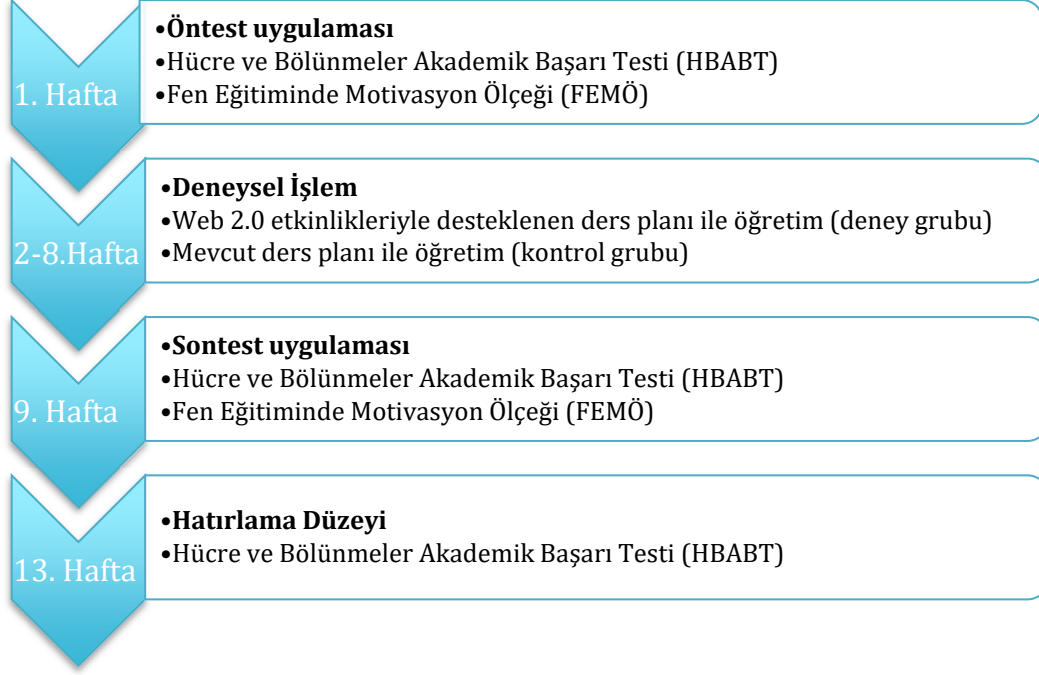 1. Hafta
•Öntest uygulaması
•Hücre ve Bölünmeler Akademik Başarı Testi (HBABT)
•Fen Eğitiminde Motivasyon Ölçeği (FEMÖ)
2-8.Hafta
•Deneysel İşlem
•Web 2.0 etkinlikleriyle desteklenen ders planı ile öğretim (deney grubu)
•Mevcut ders planı ile öğretim (kontrol grubu)
9. Hafta
•Sontest uygulaması
•Hücre ve Bölünmeler Akademik Başarı Testi (HBABT)
•Fen Eğitiminde Motivasyon Ölçeği (FEMÖ)
13. Hafta
•Hatırlama Düzeyi
•Hücre ve Bölünmeler Akademik Başarı Testi (HBABT)